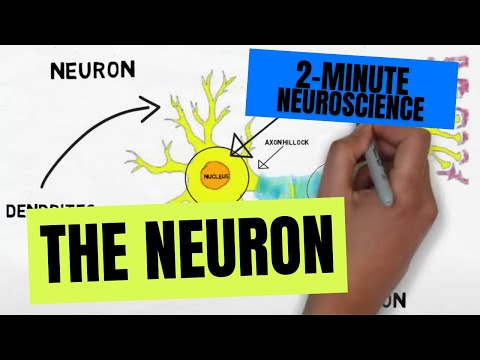 NEURON
2-MINUTE
NEUROSCIENCE
AXON HILLOCK
NUCLEUS
DENDRITES
THE NEURON